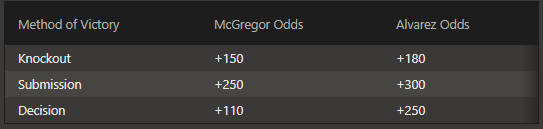 Method of Victory McGregor Odds Alvarez Odds
Knockout +150 +180
Submission +250 +300
Decision +110 +250